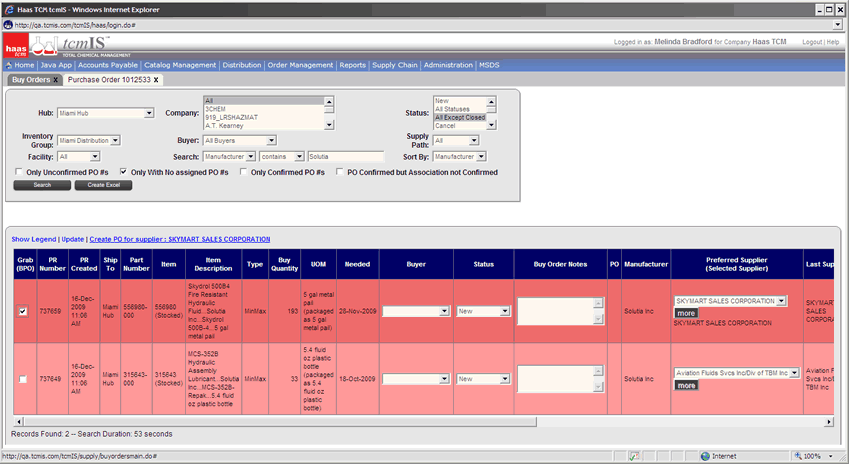 Haas TCM tcmIS - Windows Internet Explorer
http://qa.tcmis.com/tcmIS/haas/login.do#
haas tcm
tcmIS™
TOTAL CHEMICAL MANAGEMENT
Logged in as: Melinda Bradford for Company Haas TCM
Logout | Help
Home | Java App | Accounts Payable | Catalog Management | Distribution | Order Management | Reports | Supply Chain | Administration | MSDS
Buy Orders X
Purchase Order 1012533 X
Hub: Miami Hub
Company: All
3CHEM
919_LRSHAZMAT
A.T. Kearney
Status: New
All Statuses
All Except Closed
Cancel
Inventory Group: Miami Distribution
Buyer: All Buyers
Supply Path: All
Facility: All
Search: Manufacturer contains Solutia
Sort By: Manufacturer
Only Unconfirmed PO #s
Only With No assigned PO #s
Only Confirmed PO #s
PO Confirmed but Association not Confirmed
Search
Create Excel
Show Legend | Update | Create PO for supplier : SKYMART SALES CORPORATION
Grab (BPO)
PR Number
PR Created
Ship To
Part Number
Item
Item Description
Type
Buy Quantity
UOM
Needed
Buyer
Status
Buy Order Notes
PO
Manufacturer
Preferred Supplier (Selected Supplier)
Last Sup
737659
16-Dec-2009 11:08 AM
Miami Hub
556980-000
556980 (Stocked)
Skydrol 500B4 Fire Resistant Hydraulic Fluid...Solutia Inc...Skydrol 500B-4...5 gal metal pail
MinMax
193
5 gal metal pail (packaged as 5 gal metal pail)
28-Nov-2009
New
Solutia Inc
SKYMART SALES CORPORATION
more
SKYMART SALES CORPORATION
SKYMART SALES CORPORA
737649
16-Dec-2009 11:06 AM
Miami Hub
315643-000
315643 (Stocked)
MCS-352B Hydraulic Assembly Lubricant...Solutia Inc...MCS-352B-Repak...5.4 fluid oz plastic bottle
MinMax
33
5.4 fluid oz plastic bottle (packaged as 5.4 fluid oz plastic bottle)
18-Oct-2009
New
Solutia Inc
Aviation Fluids Svcs Inc/Div of TBM Inc
more
Aviation F
Svcs Inc/
TBM Inc
Records Found: 2 -- Search Duration: 53 seconds
http://qa.tcmis.com/tcmIS/supply/buyordersmain.do#
Internet
100%